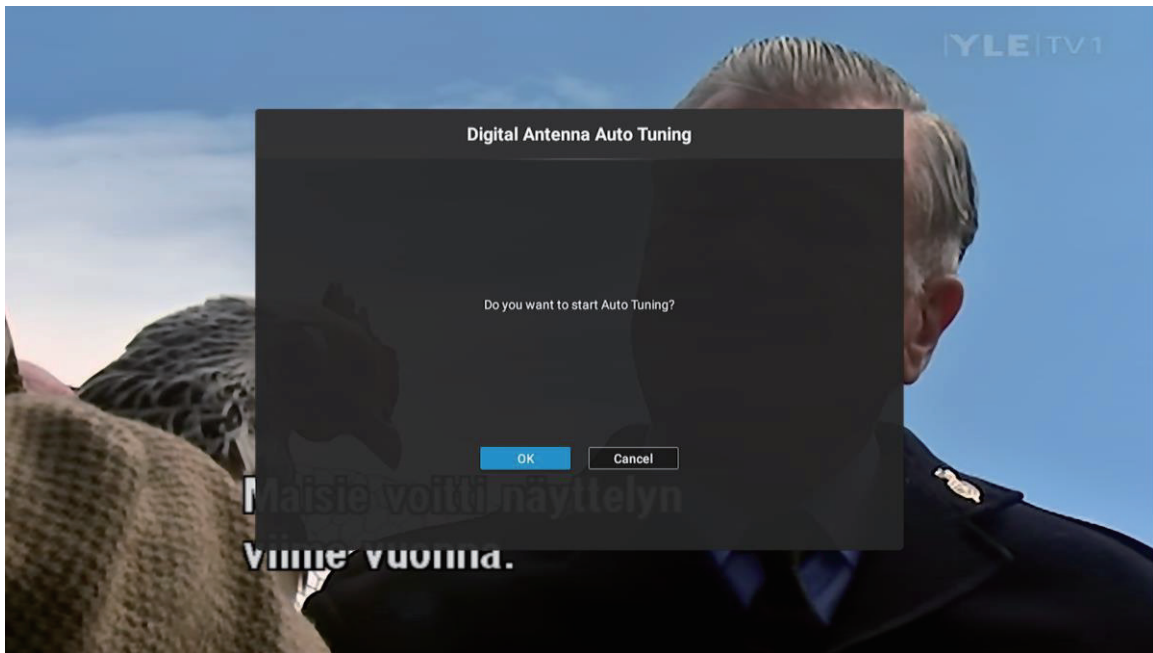 YLE TV1
Digital Antenna Auto Tuning
Do you want to start Auto Tuning?
OK Cancel
Maisie voitti näyttelyn
viime vuonna.